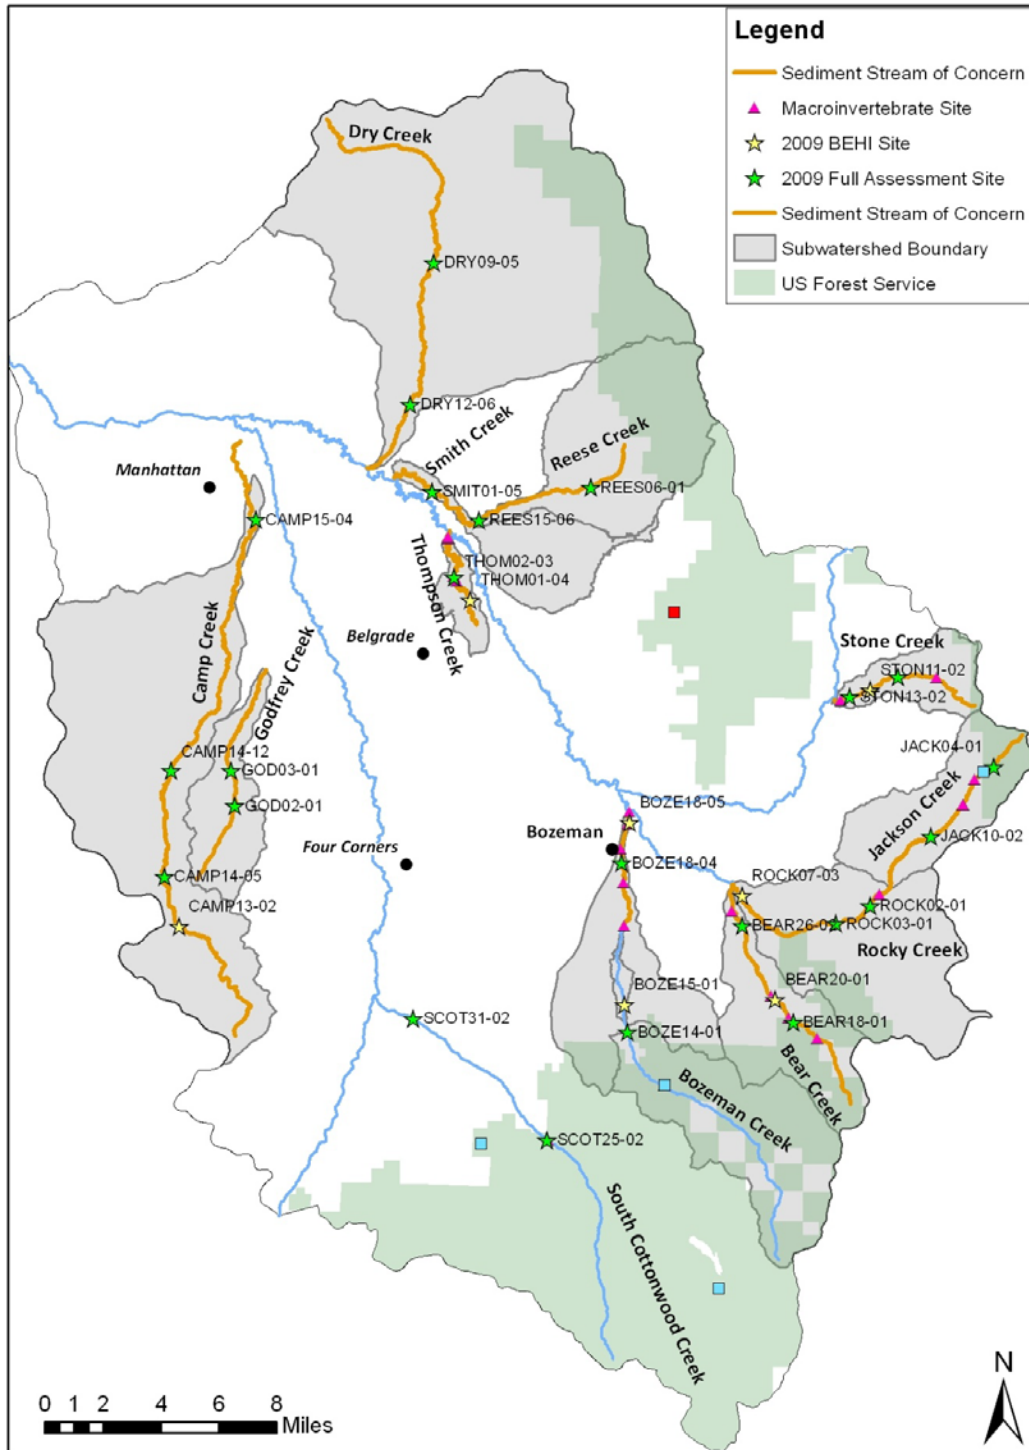 Legend
Sediment Stream of Concern
Macroinvertebrate Site
2009 BEHI Site
2009 Full Assessment Site
Sediment Stream of Concern
Subwatershed Boundary
US Forest Service
Dry Creek
DRY09-05
DRY12-06
Smith Creek
Reese Creek
Manhattan
SMIT01-05
REES06-01
CAMP15-04
REES15-06
Thompson Creek
THOM02-03
THOM01-04
Camp Creek
Godfrey Creek
Belgrade
Stone Creek
STON11-02
STON13-02
JACK04-01
CAMP14-12
GOD03-01
GOD02-01
BOZE18-05
Jackson Creek
Bozeman
JACK10-02
Four Corners
BOZE18-04
ROCK07-03
CAMP14-05
CAMP13-02
ROCK02-01
BEAR26-0
ROCK03-01
Rocky Creek
BEAR20-01
BOZE15-01
SCOT31-02
BOZE14-01
BEAR18-01
Bear Creek
Bozeman Creek
SCOT25-02
South Cottonwood Creek
N
0 1 2 4 6 8
Miles